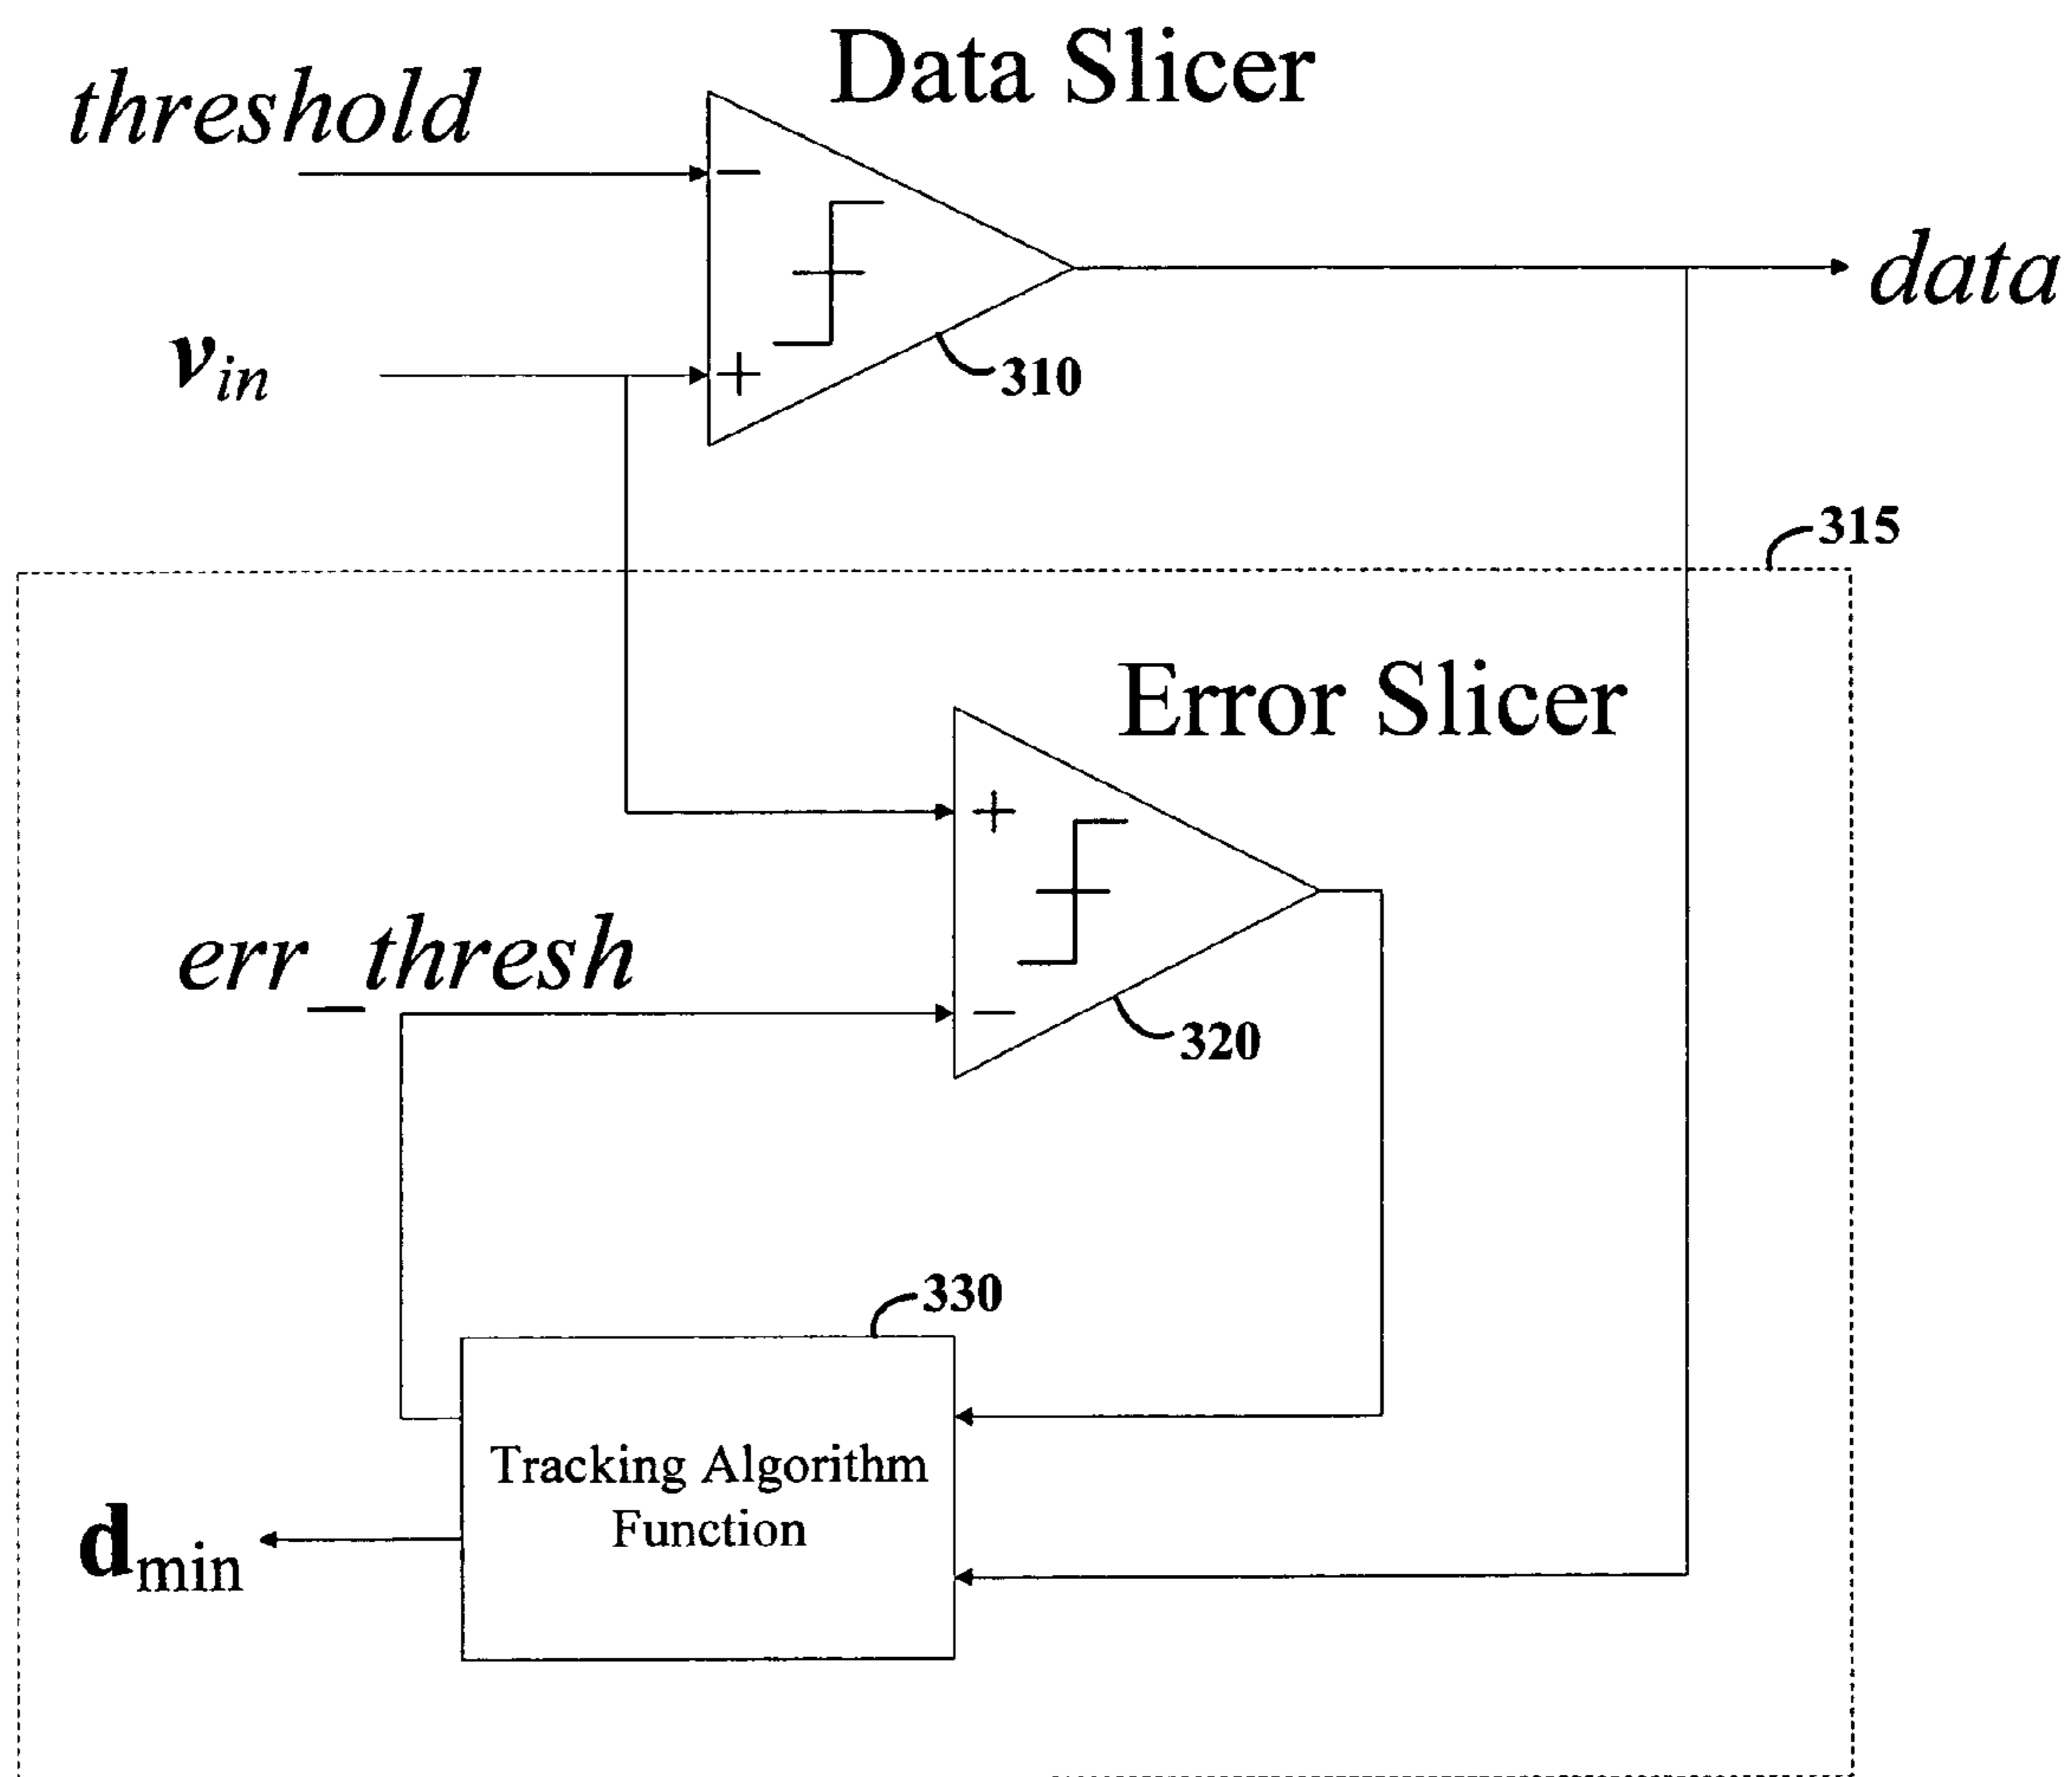 Data Slicer
threshold
data
v_in
310
315
Error Slicer
err_thresh
320
330
Tracking Algorithm
Function
d_min